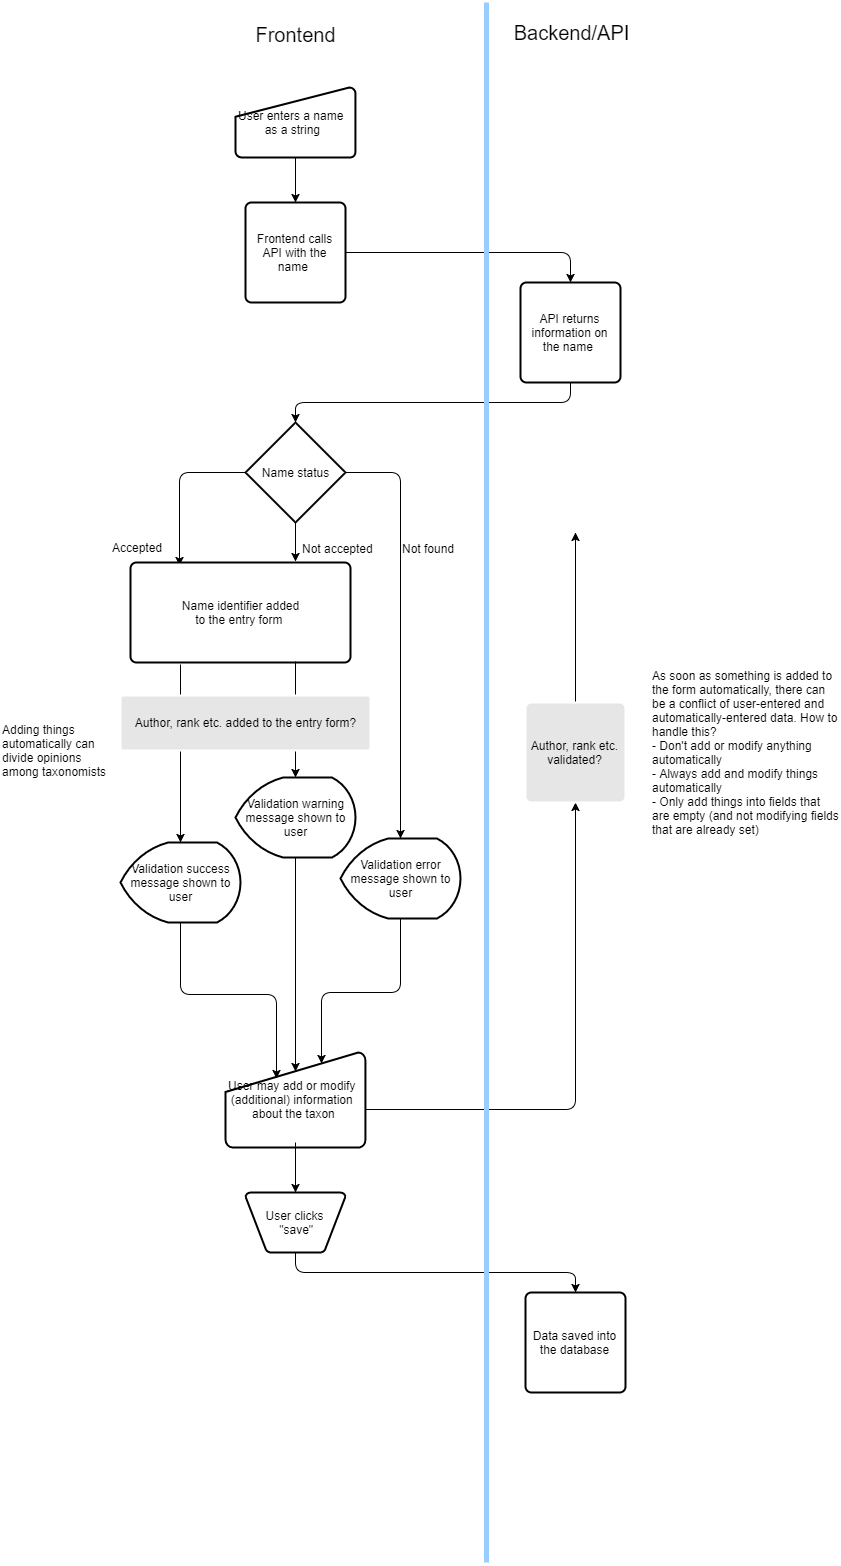 Frontend
Backend/API
User enters a name
as a string
Frontend calls
API with the
name
API returns
information on
the name
Name status
Accepted
Not accepted
Not found
Name identifier added
to the entry form
Author, rank etc. added to the entry form?
Adding things
automatically can
divide opinions
among taxonomists
Author, rank etc.
validated?
As soon as something is added to
the form automatically, there can
be a conflict of user-entered and
automatically-entered data. How to
handle this?
- Don't add or modify anything
automatically
- Always add and modify things
automatically
- Only add things into fields that
are empty (and not modifying fields
that are already set)
Validation warning
message shown to
user
Validation success
message shown to
user
Validation error
message shown to
user
User may add or modify
(additional) information
about the taxon
User clicks
"save"
Data saved into
the database